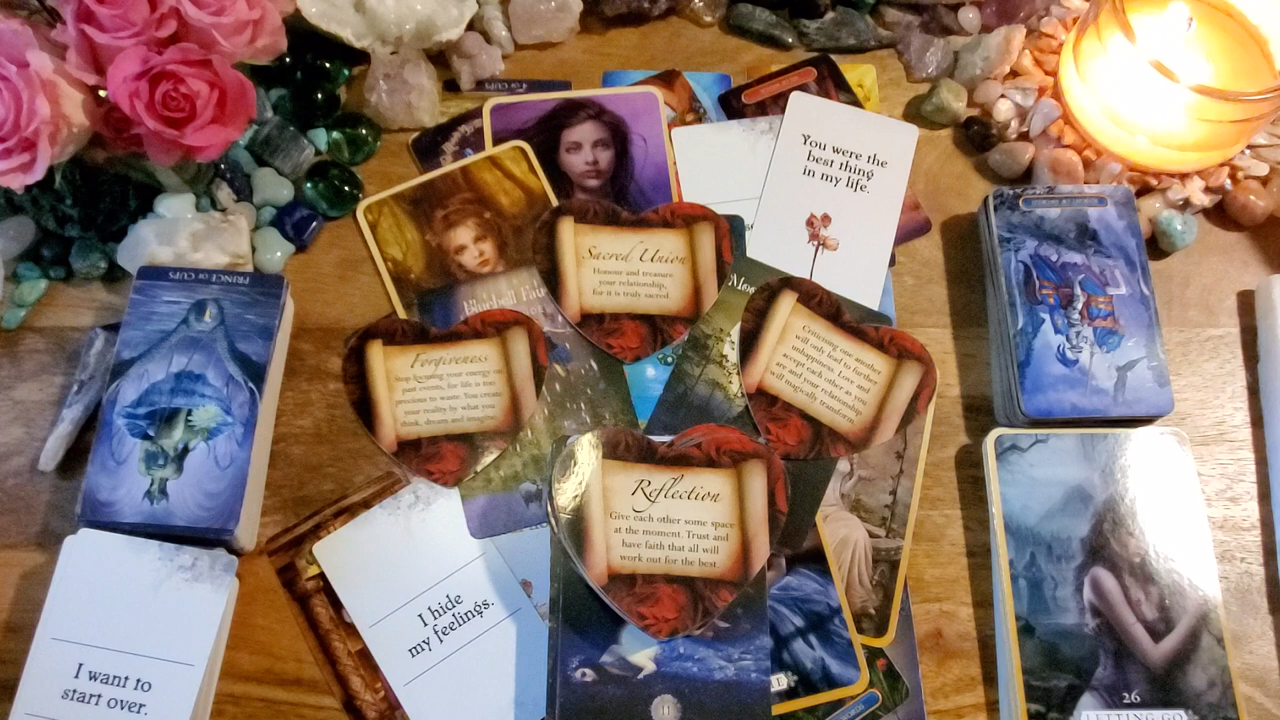 4 OF CUPS
You were the
best thing
in my life.
Sacred Union
Honour and treasure
your relationship,
for it is truly sacred.
PRINCE OF CUPS
Bluebell
Forgiveness
Stop focusing your energy on
past events, for life is too
precious to waste. You create
your reality by what you
think, dream and imagine.
Criticising one another
will only lead to further
unhappiness. Love and
accept each other as you
are and your relationship
will magically transform.
Reflection
Give each other some space
at the moment. Trust and
have faith that all will
work out for the best.
I hide
my feelings.
I want to
start over.
11
26
LETTING GO